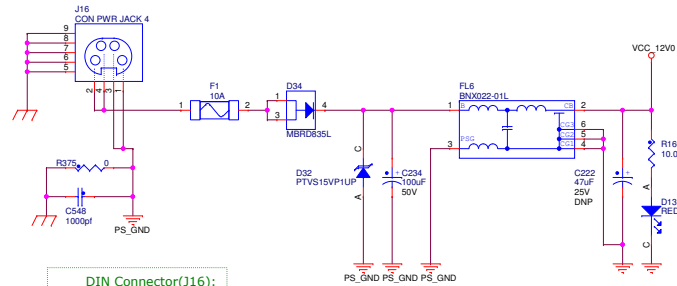 J16
CON PWR JACK 4
9
8
7
6
5
2
4
3
1
F1
10A
1
2
D34
1
3
4
MBRD835L
FL6
BNX022-01L
1
B
CB
2
CG3
6
CG2
5
CG1
4
PSG
3
VCC_12V0
R16
10.0
A
D13
RED
C
C222
47uF
25V
DNP
C
D32
PTVS15VP1UP
A
C234
100uF
50V
R375
0
C548
1000pf
PS_GND
PS_GND
PS_GND
PS_GND
DIN Connector(J16):